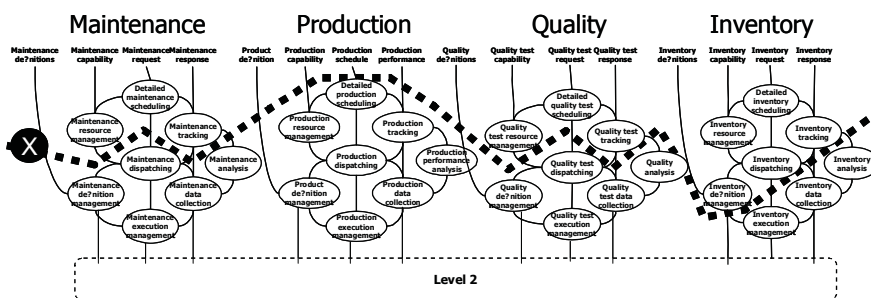 Maintenance
Production
Quality
Inventory
Maintenance
de?nitions
Maintenance
capability
Maintenance
request
Maintenance
response
Product
de?nition
Production
capability
Production
schedule
Production
performance
Quality
de?nitions
Quality test
capability
Quality test
request
Quality test
response
Inventory
de?nitions
Inventory
capability
Inventory
request
Inventory
response
Detailed
maintenance
scheduling
Maintenance
resource
management
Maintenance
tracking
X
Maintenance
dispatching
Maintenance
analysis
Maintenance
de?nition
management
Maintenance
data
collection
Maintenance
execution
management
Detailed
production
scheduling
Production
resource
management
Production
tracking
Production
dispatching
Production
performance
analysis
Product
de?nition
management
Production
data
collection
Production
execution
management
Detailed
quality test
scheduling
Quality
test resource
management
Quality test
tracking
Quality test
dispatching
Quality
analysis
Quality
de?nition
management
Quality
test data
collection
Quality test
execution
management
Detailed
inventory
scheduling
Inventory
resource
management
Inventory
tracking
Inventory
dispatching
Inventory
analysis
Inventory
de?nition
management
Inventory
data
collection
Inventory
execution
management
Level 2